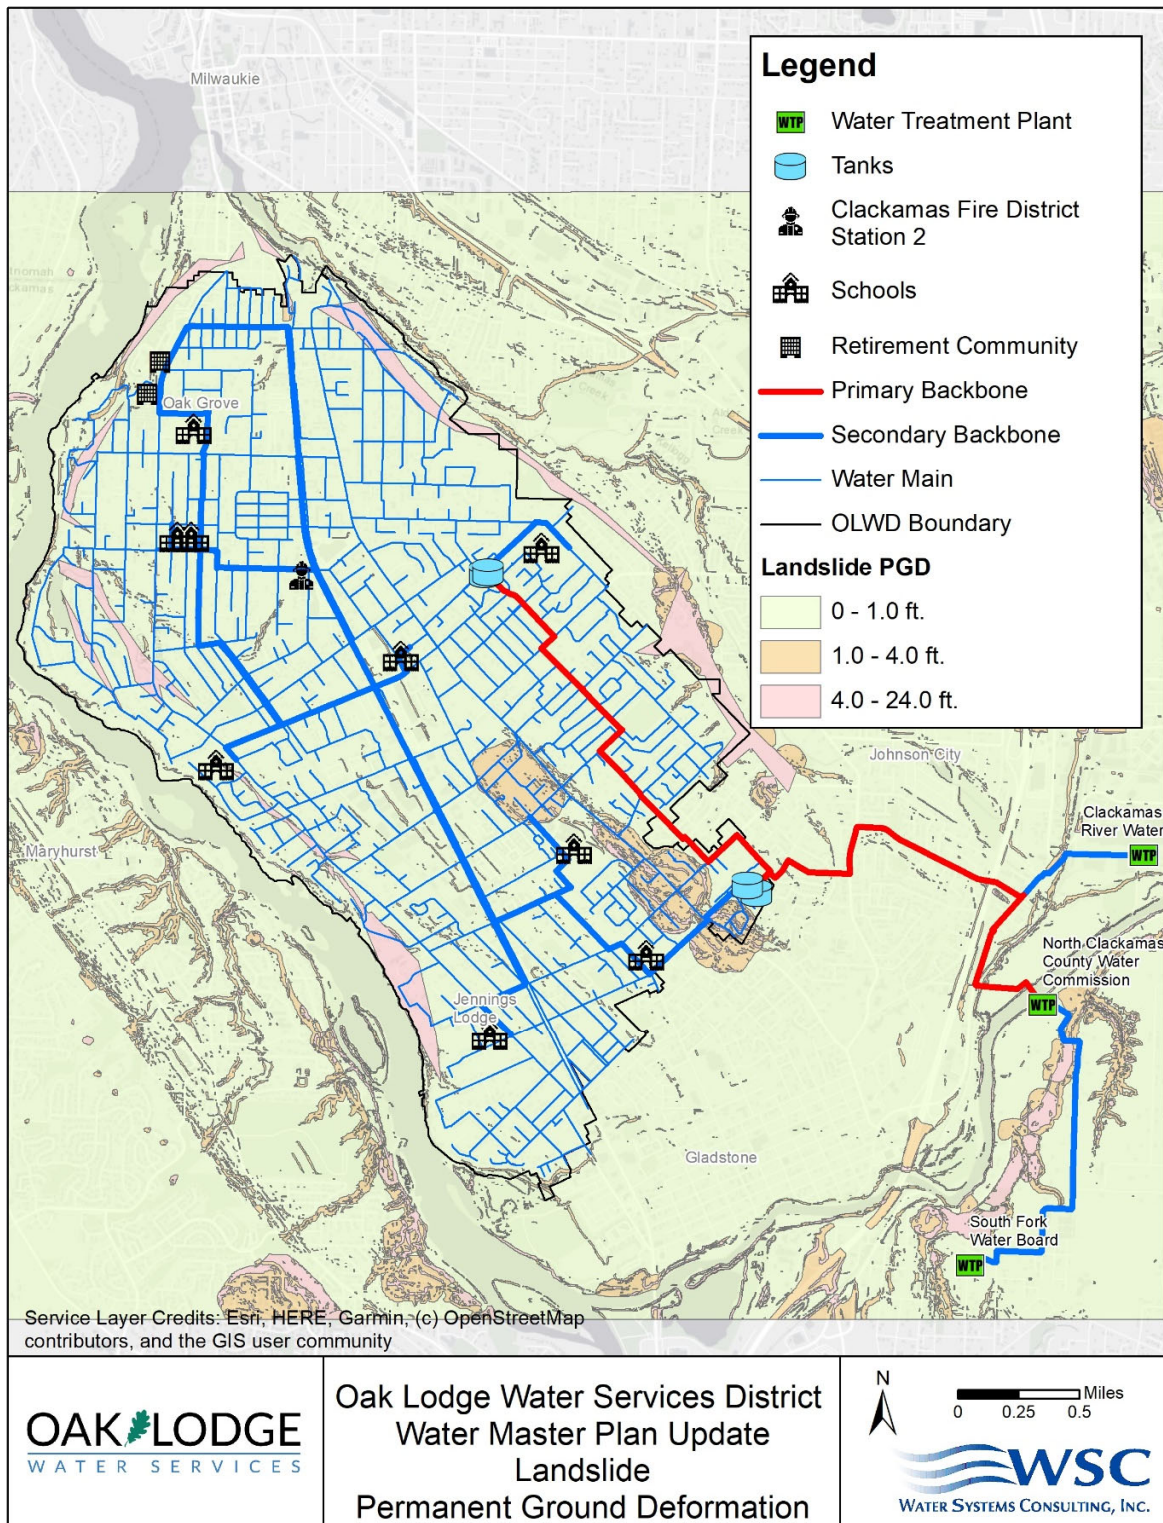 Milwaukie
Legend
WTP
Water Treatment Plant
Tanks
Clackamas Fire District
Station 2
Schools
Retirement Community
Primary Backbone
Secondary Backbone
Water Main
OLWD Boundary
Landslide PGD
0 - 1.0 ft.
1.0 - 4.0 ft.
4.0 - 24.0 ft.
Oak Grove
Johnson City
Clackamas
River Water
WTP
Maryhurst
North Clackamas
County Water
Commission
WTP
Jennings
Lodge
Gladstone
South Fork
Water Board
WTP
Service Layer Credits: Esri, HERE, Garmin, (c) OpenStreetMap
contributors, and the GIS user community
OAK LODGE
WATER SERVICES
Oak Lodge Water Services District
Water Master Plan Update
Landslide
Permanent Ground Deformation
N
Miles
0 0.25 0.5
WSC
WATER SYSTEMS CONSULTING, INC.